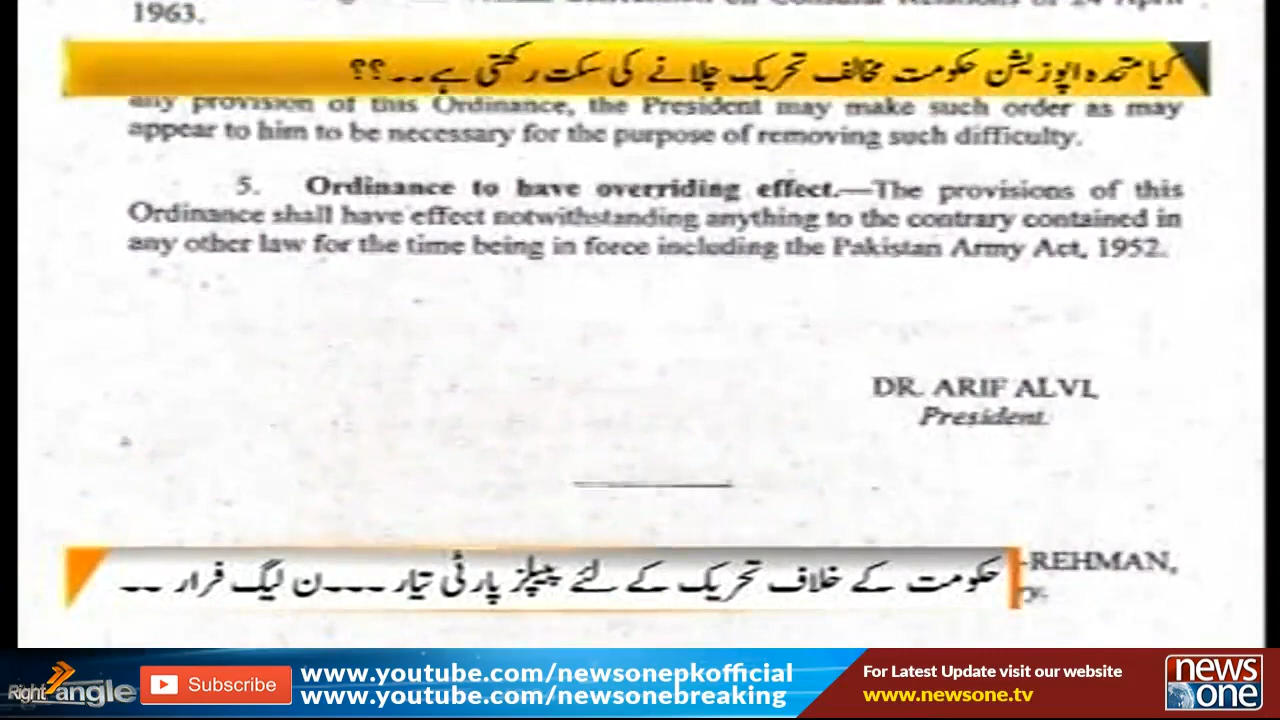 Relations of 24 April
1963.
کیا متحدہ اپوزیشن حکومت مخالف تحریک چلانے کی سکت رکھتی ہے۔۔؟؟
any provision of this Ordinance, the President may make such order as may
appear to him to be necessary for the purpose of removing such difficulty.
5. Ordinance to have overriding effect.—The provisions of this
Ordinance shall have effect notwithstanding anything to the contrary contained in
any other law for the time being in force including the Pakistan Army Act, 1952.
DR. ARIF ALVI,
President.
-REHMAN,
حکومت کے خلاف تحریک کے لئے پیپلز پارٹی تیار ۔۔۔ن لیگ فرار ۔۔
Right angle
Subscribe
www.youtube.com/newsonepkofficial
www.youtube.com/newsonebreaking
For Latest Update visit our website
www.newsone.tv
news
one